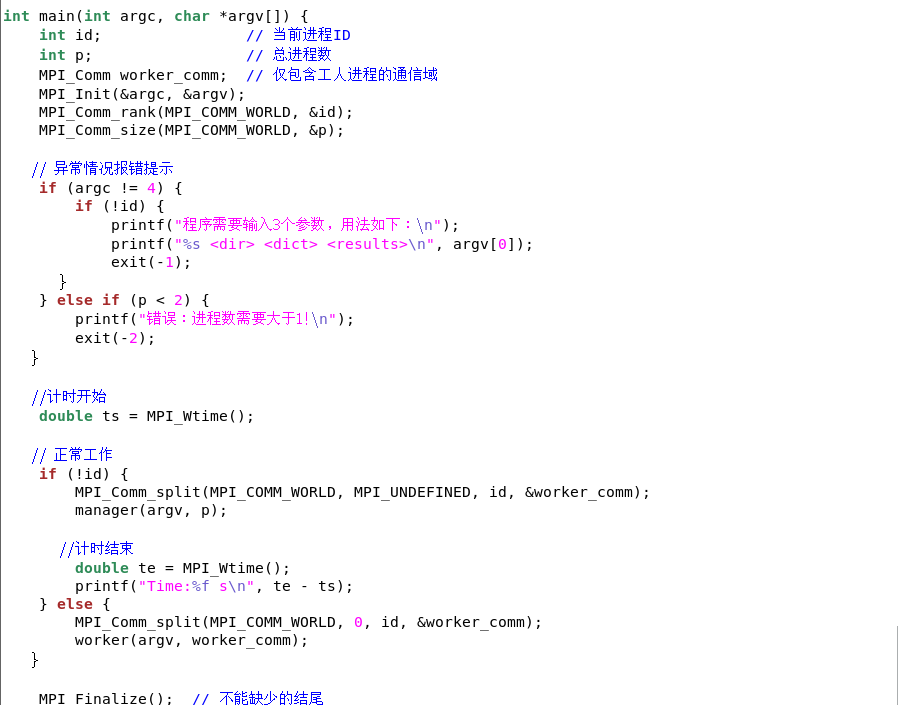 int main(int argc, char *argv[]) {
    int id;                // 当前进程ID
    int p;                 // 总进程数
    MPI_Comm worker_comm;  // 仅包含工人进程的通信域
    MPI_Init(&argc, &argv);
    MPI_Comm_rank(MPI_COMM_WORLD, &id);
    MPI_Comm_size(MPI_COMM_WORLD, &p);

    // 异常情况报错提示
    if (argc != 4) {
        if (!id) {
            printf("程序需要输入3个参数，用法如下：\n");
            printf("%s <dir> <dict> <results>\n", argv[0]);
            exit(-1);
        }
    } else if (p < 2) {
        printf("错误：进程数需要大于1!\n");
        exit(-2);
    }

    //计时开始
    double ts = MPI_Wtime();

    // 正常工作
    if (!id) {
        MPI_Comm_split(MPI_COMM_WORLD, MPI_UNDEFINED, id, &worker_comm);
        manager(argv, p);

        //计时结束
        double te = MPI_Wtime();
        printf("Time:%f s\n", te - ts);
    } else {
        MPI_Comm_split(MPI_COMM_WORLD, 0, id, &worker_comm);
        worker(argv, worker_comm);
    }

    MPI_Finalize();  // 不能缺少的结尾